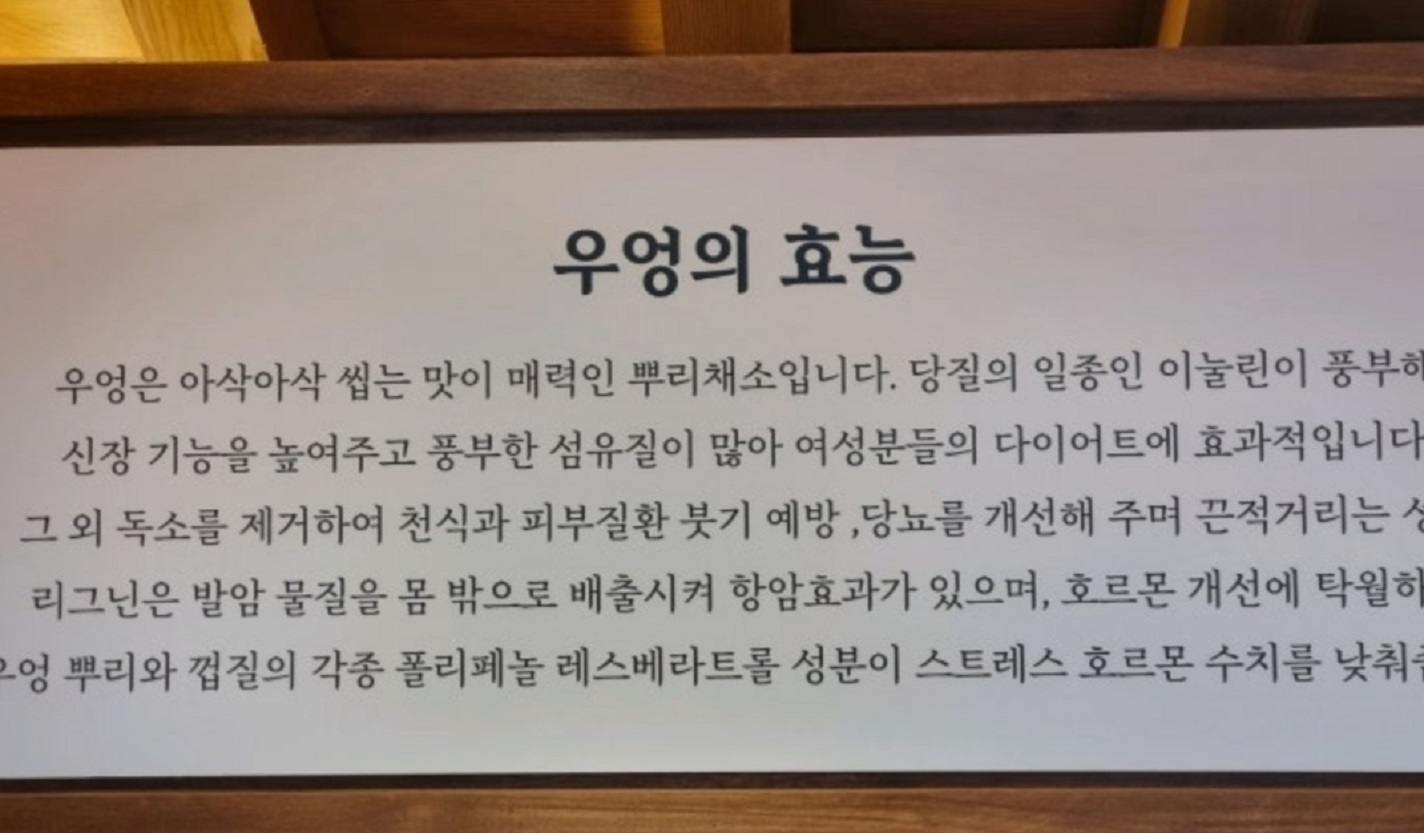 우엉의 효능
우엉은 아삭아삭 씹는 맛이 매력인 뿌리채소입니다. 당질의 일종인 이눌린이
신장 기능을 높여주고 풍부한 섬유질이 많아 여성분들의 다이어트에 효과적입니다
그 외 독소를 제거하여 천식과 피부질환 붓기 예방 ,당뇨를 개선해 주며 끈적거리는
리그닌은 발암 물질을 몸 밖으로 배출시켜 항암효과가 있으며, 호르몬 개선에
뿌리와 껍질의 각종 폴리페놀 레스베라트롤 성분이 스트레스 호르몬 수치를